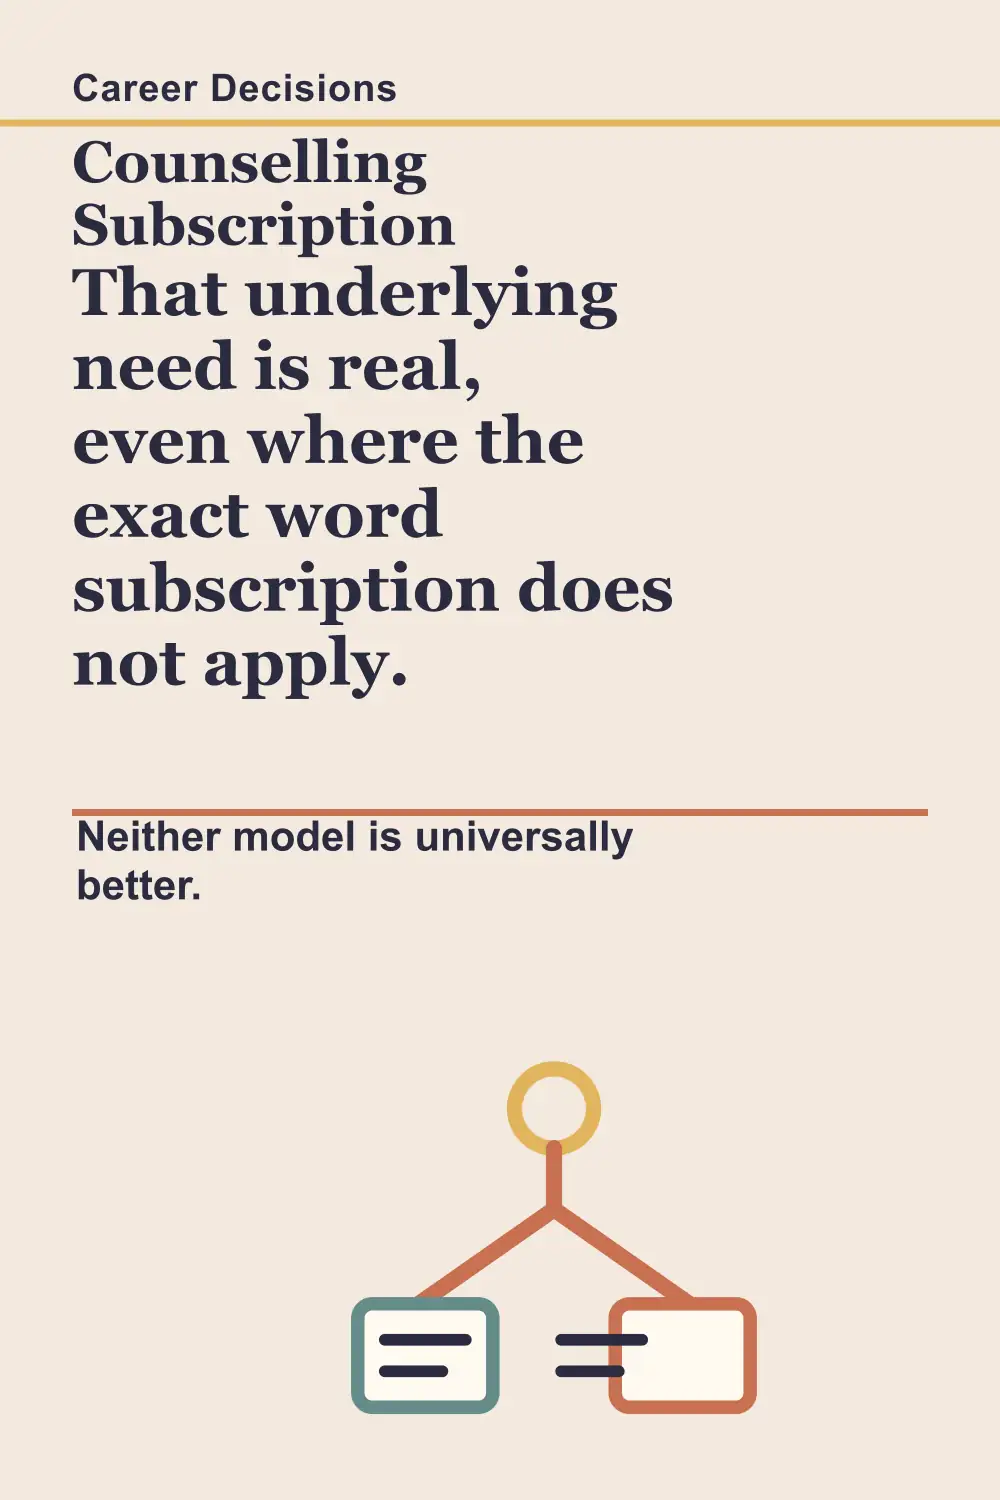 Career Decisions
Counselling
Subscription
That underlying
need is real,
even where the
exact word
subscription does
not apply.
Neither model is universally
better.